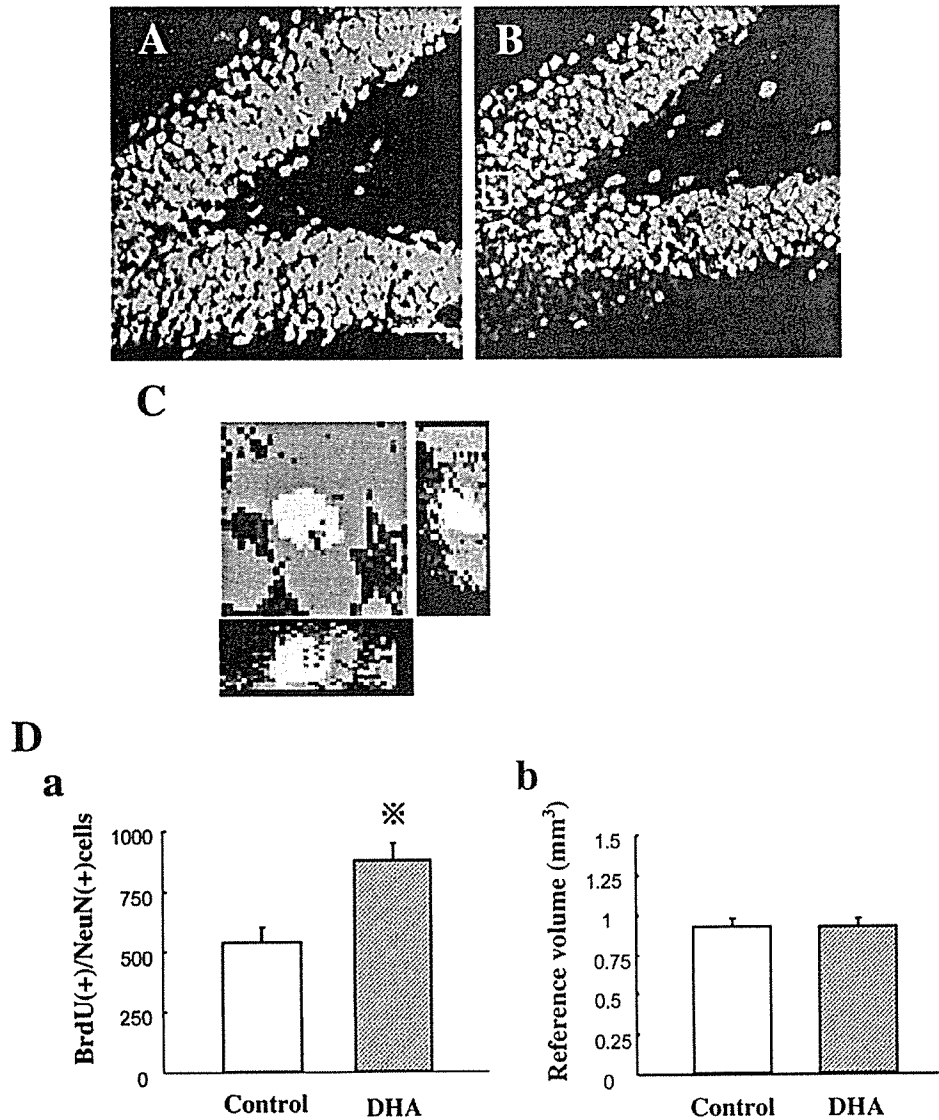 A
B
C
D
a
BrdU(+)/NeuN(+)cells
1000
750
500
250
0
※
Control
DHA
b
Reference volume (mm³)
1.5
1.25
1
0.75
0.5
0.25
0
Control
DHA